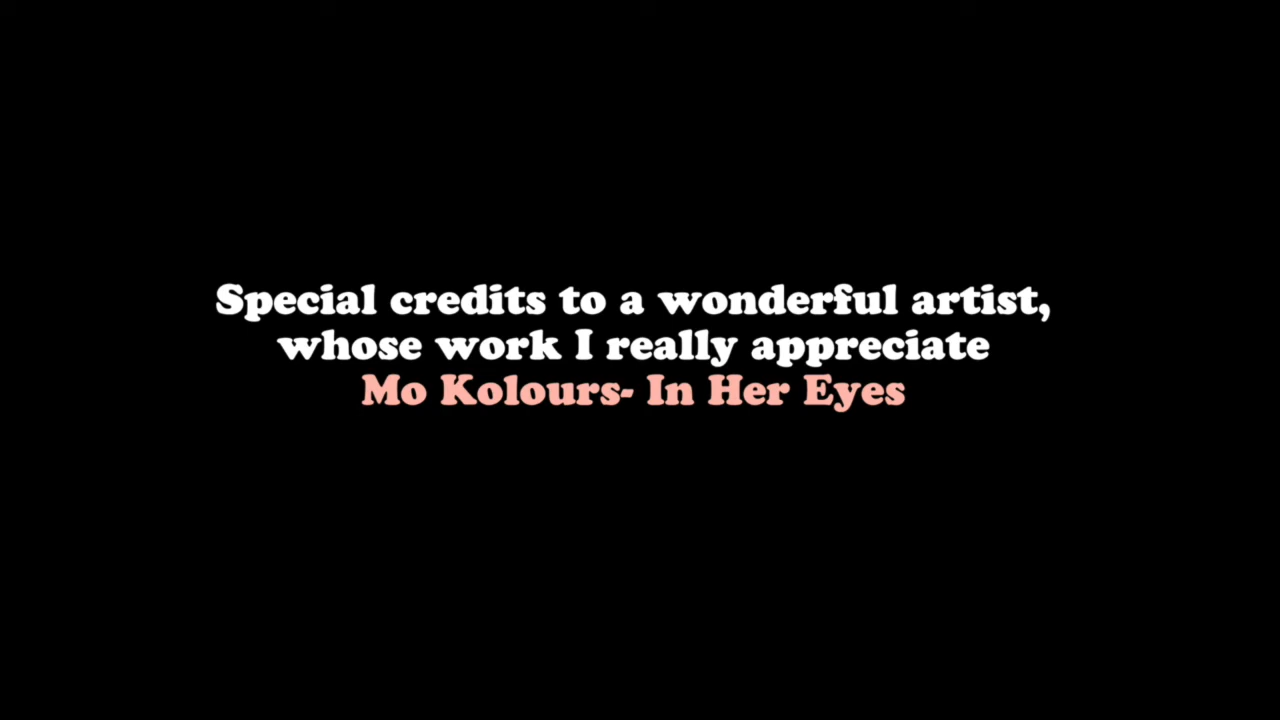 Special credits to a wonderful artist,
whose work I really appreciate
Mo Kolours- In Her Eyes